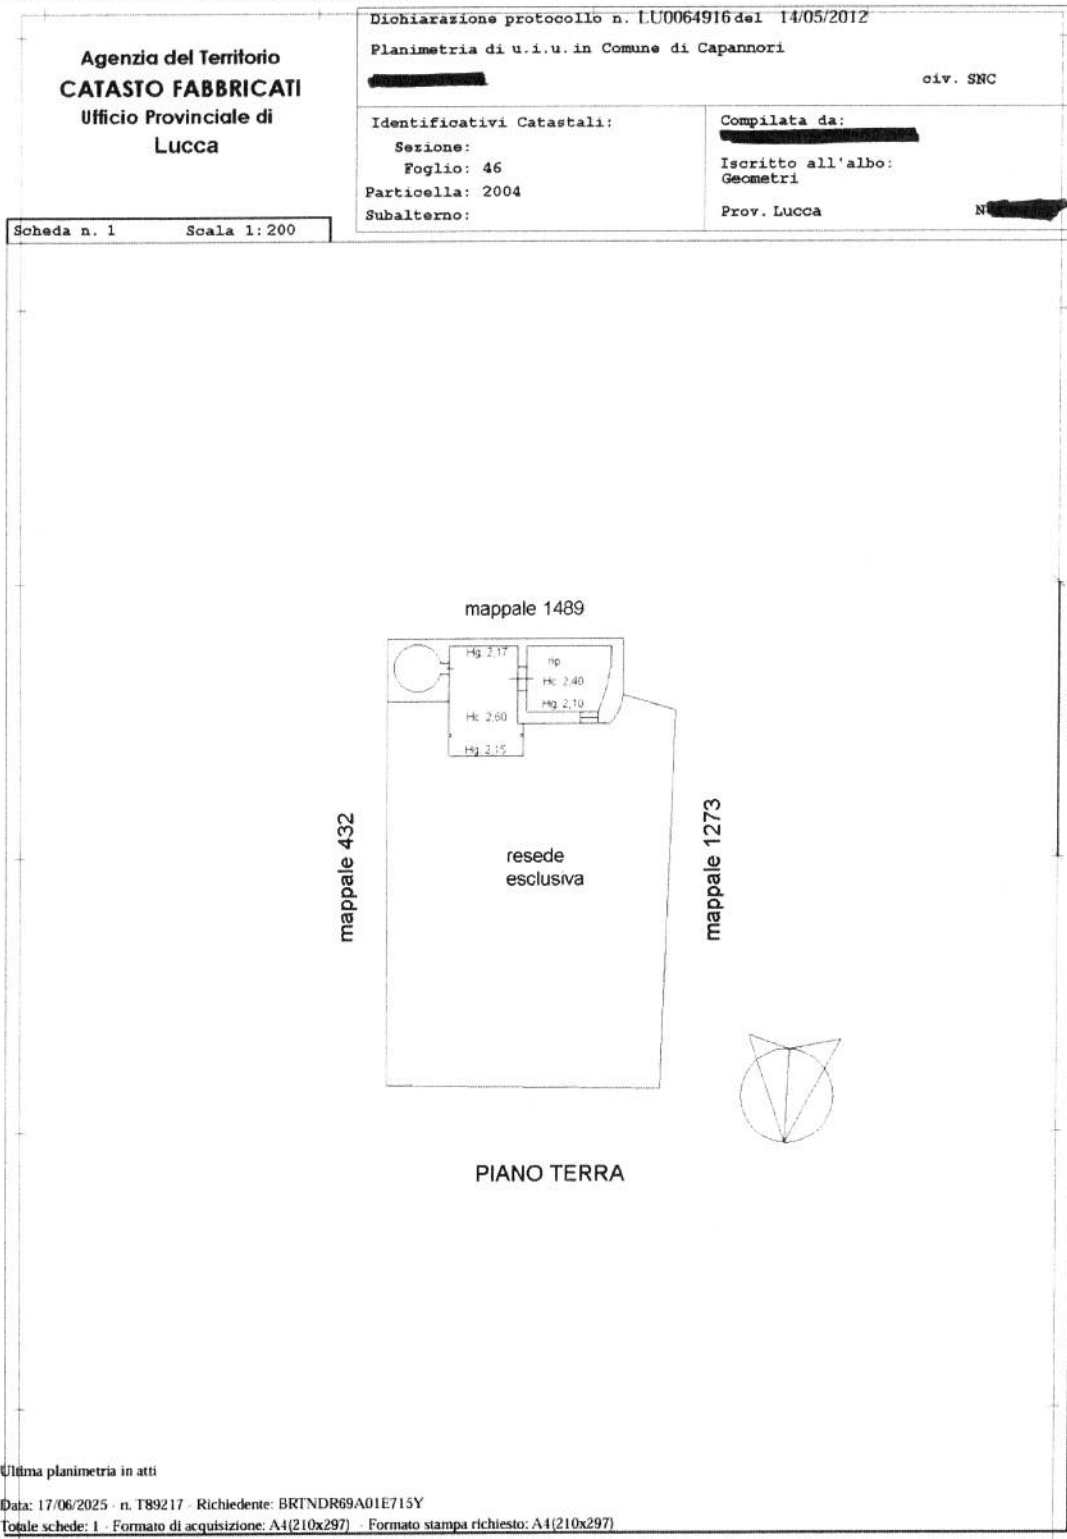 Agenzia del Territorio
CATASTO FABBRICATI
Ufficio Provinciale di
Lucca
Scheda n. 1 Scala 1:200
Dichiarazione protocollo n. LU0064916 del 14/05/2012
Planimetria di u.i.u. in Comune di Capannori
civ. SNC
Identificativi Catastali:
Sezione:
Foglio: 46
Particella: 2004
Subalterno:
Compilata da:
Iscritto all'albo:
Geometri
Prov. Lucca N
mappale 1489
Hg: 2,17
rip
Hc: 2,40
Hg: 2,10
Hc: 2,60
Hg: 2,15
mappale 432
resede
esclusiva
mappale 1273
PIANO TERRA
Ultima planimetria in atti
Data: 17/06/2025 - n. T89217 - Richiedente: BRTNDR69A01E715Y
Totale schede: 1 - Formato di acquisizione: A4(210x297) - Formato stampa richiesto: A4(210x297)